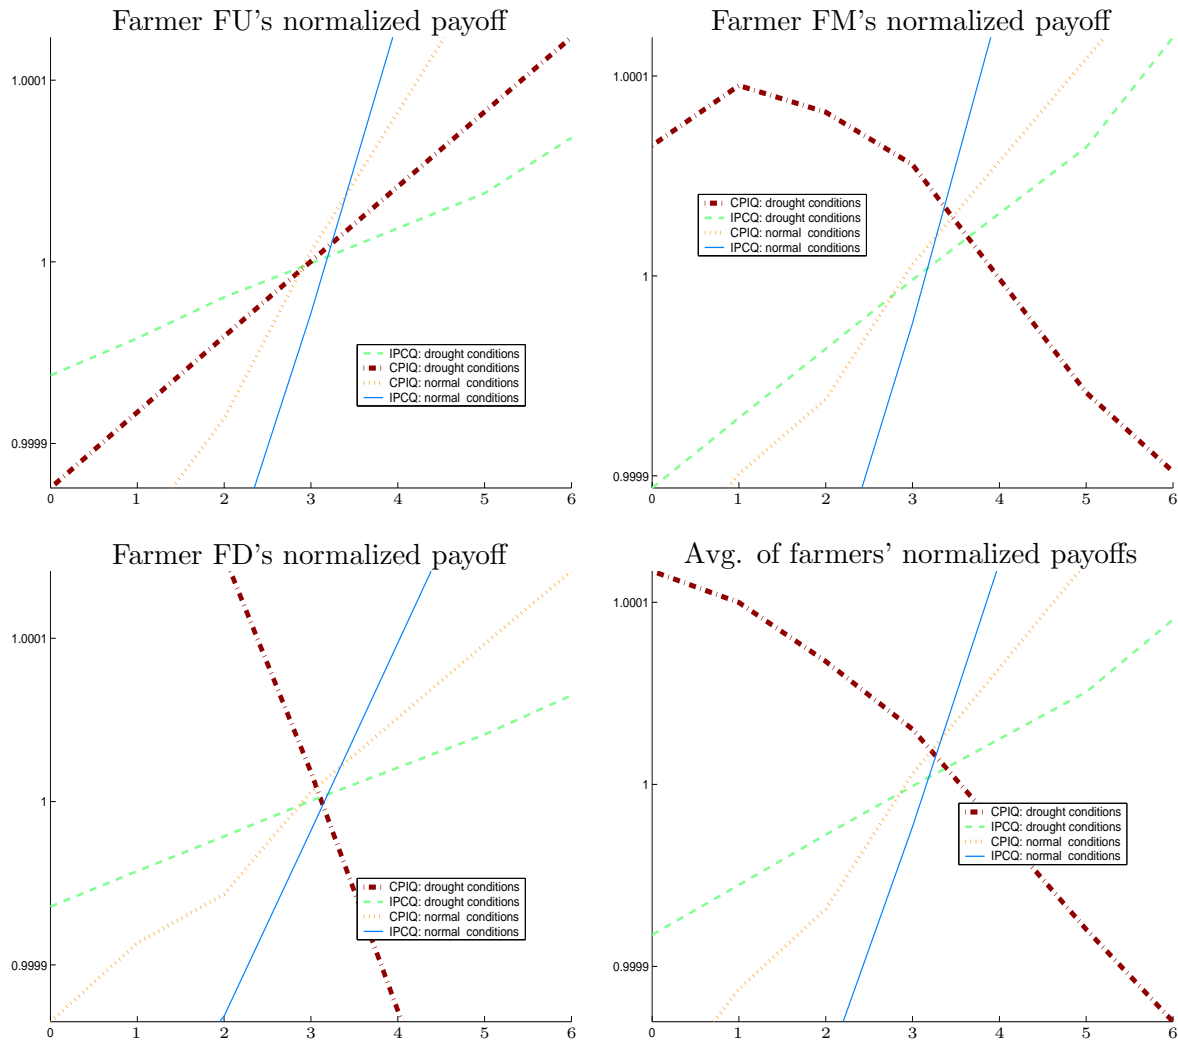 Farmer FU's normalized payoff
1.0001
1
0.9999
IPCQ: drought conditions
CPIQ: drought conditions
CPIQ: normal conditions
IPCQ: normal conditions
0 1 2 3 4 5 6
Farmer FM's normalized payoff
1.0001
1
0.9999
CPIQ: drought conditions
IPCQ: drought conditions
CPIQ: normal conditions
IPCQ: normal conditions
0 1 2 3 4 5 6
Farmer FD's normalized payoff
1.0001
1
0.9999
CPIQ: drought conditions
IPCQ: drought conditions
CPIQ: normal conditions
IPCQ: normal conditions
0 1 2 3 4 5 6
Avg. of farmers' normalized payoffs
1.0001
1
0.9999
CPIQ: drought conditions
IPCQ: drought conditions
CPIQ: normal conditions
IPCQ: normal conditions
0 1 2 3 4 5 6